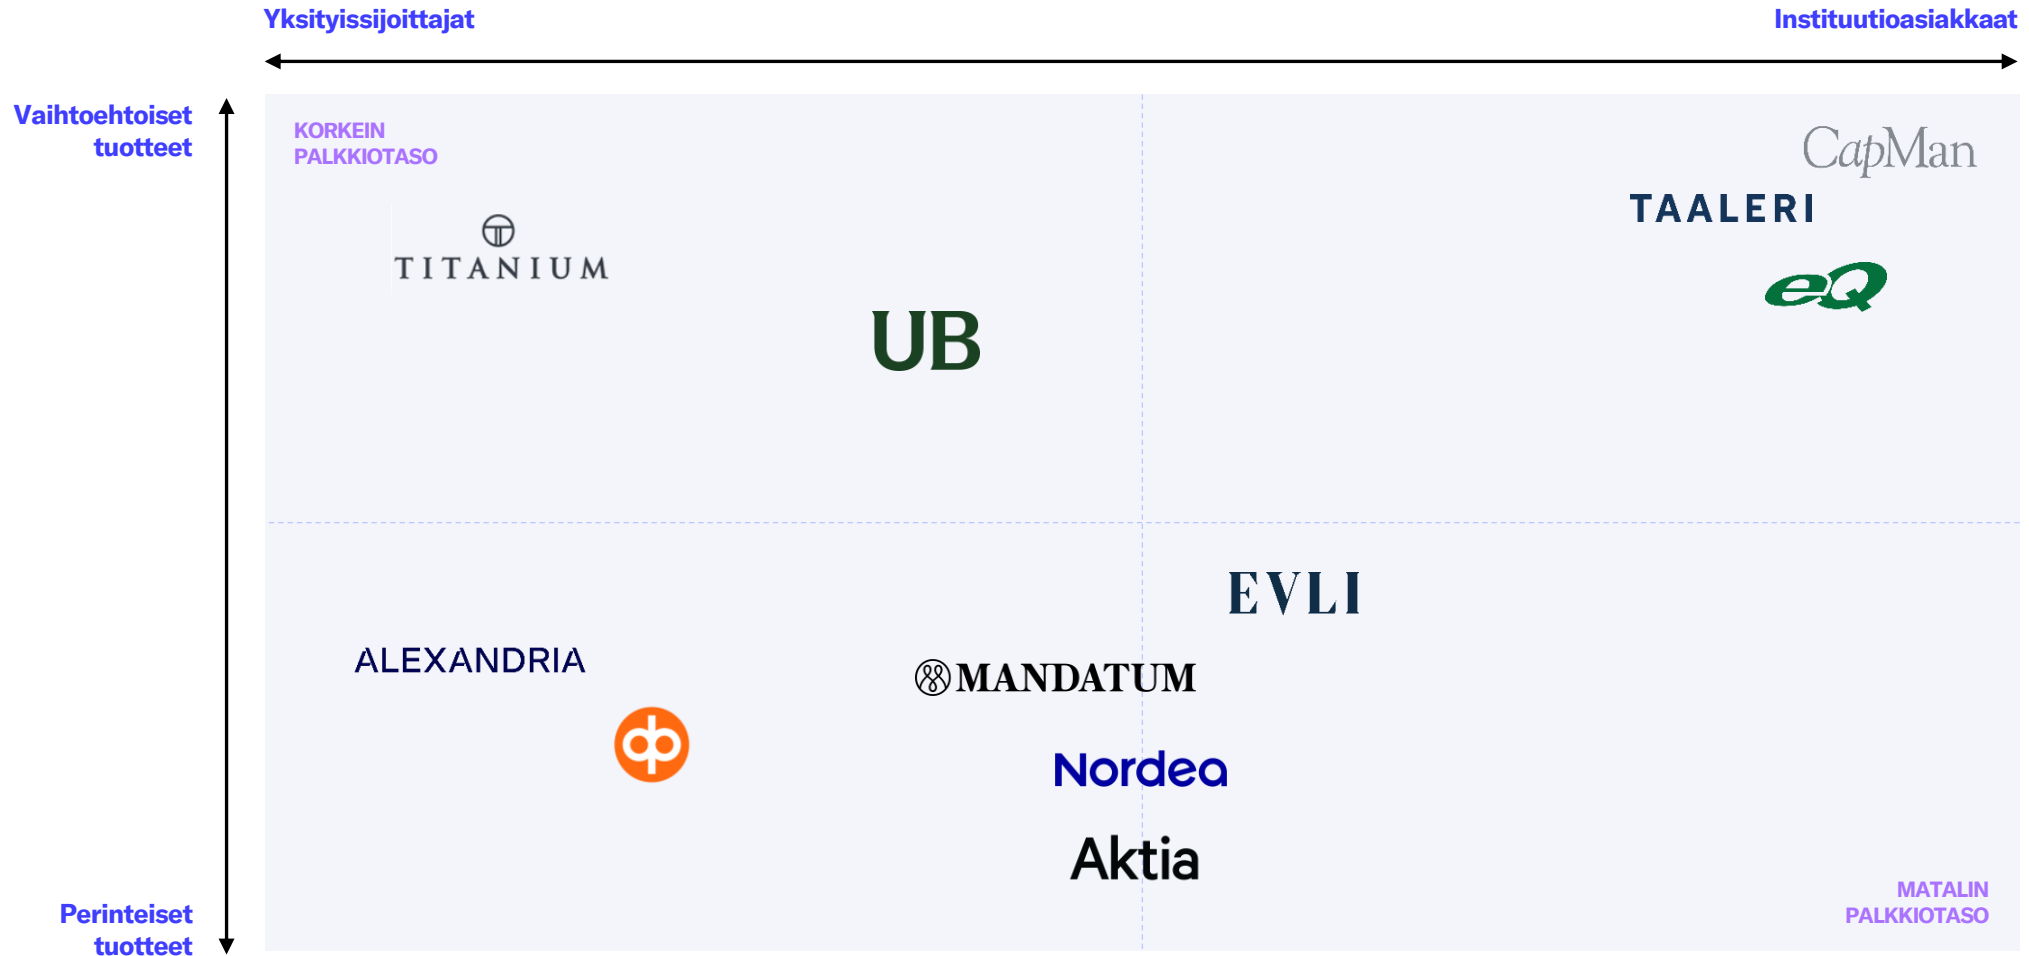 Yksityissijoittajat
Instituutioasiakkaat
Vaihtoehtoiset
tuotteet
KORKEIN
PALKKIOTASO
CapMan
TAALERI
TITANIUM
eQ
UB
EVLI
ALEXANDRIA
MANDATUM
op
Nordea
Aktia
MATALIN
PALKKIOTASO
Perinteiset
tuotteet